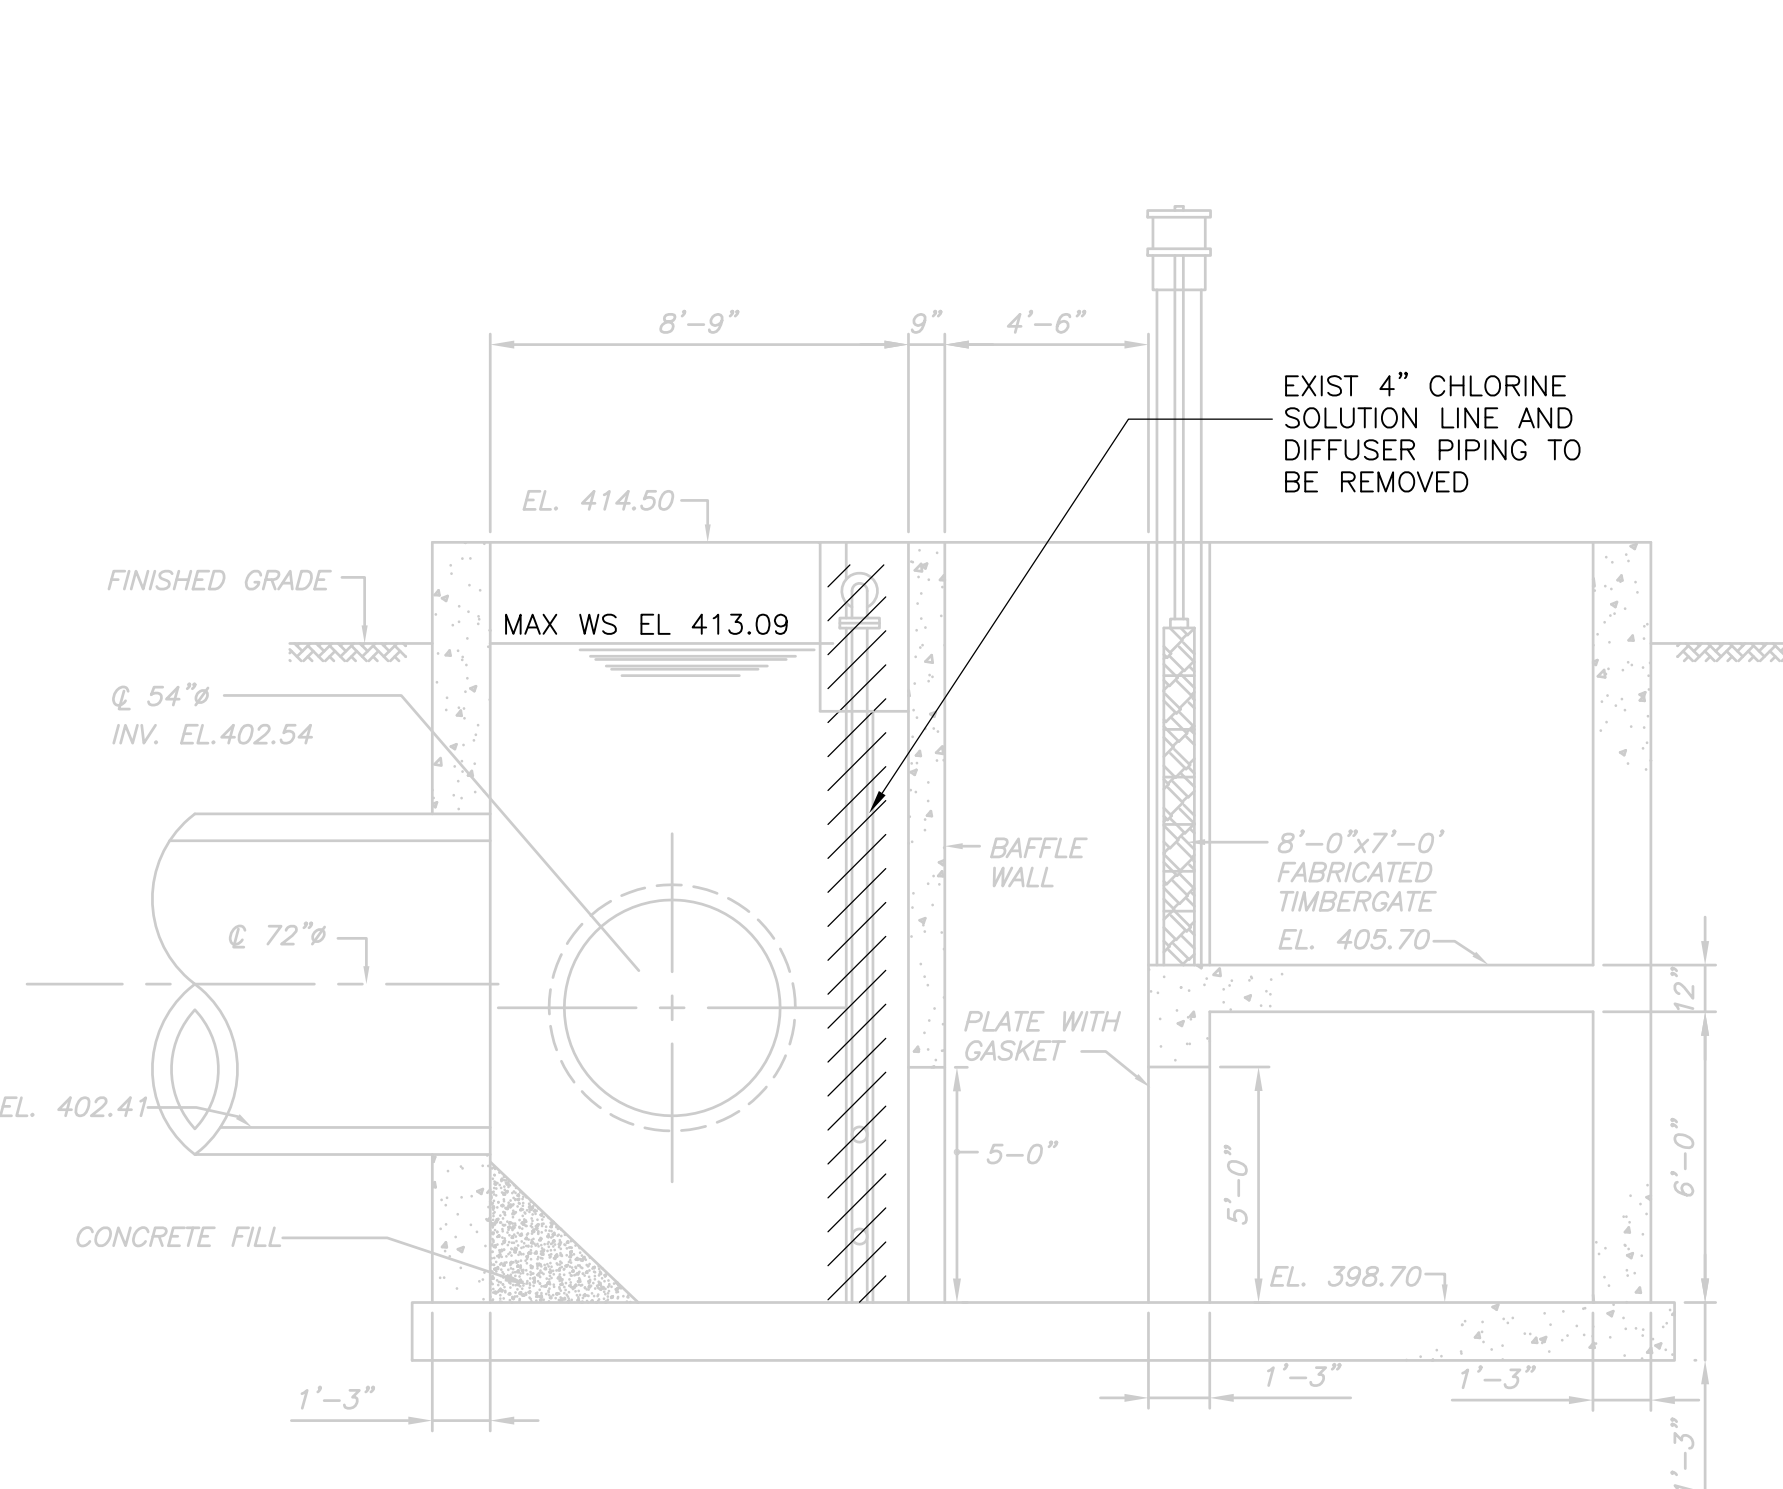 8'-9"
9"
4'-6"
EXIST 4" CHLORINE
SOLUTION LINE AND
DIFFUSER PIPING TO
BE REMOVED
EL. 414.50
FINISHED GRADE
MAX WS EL 413.09
℄ 54"ø
INV. EL.402.54
BAFFLE
WALL
8'-0"x7'-0'
FABRICATED
TIMBERGATE
EL. 405.70
℄ 72"ø
12"
PLATE WITH
GASKET
EL. 402.41
5-0"
5'-0"
6'-0"
CONCRETE FILL
EL. 398.70
1'-3"
1'-3"
1'-3"
1'-3"